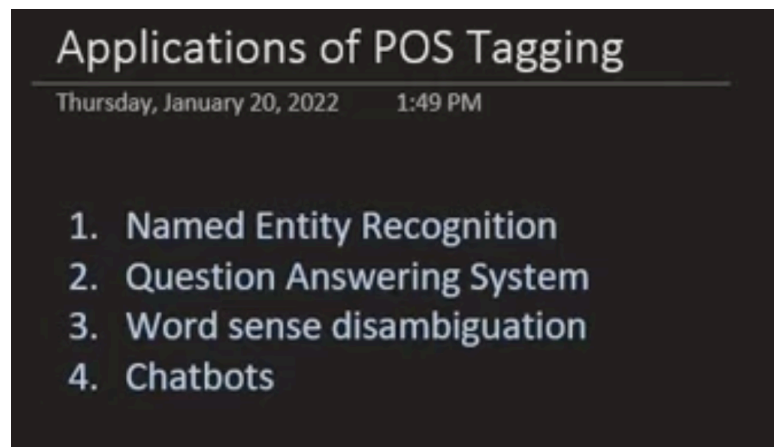 Applications of POS Tagging
Thursday, January 20, 2022 1:49 PM
1. Named Entity Recognition
2. Question Answering System
3. Word sense disambiguation
4. Chatbots